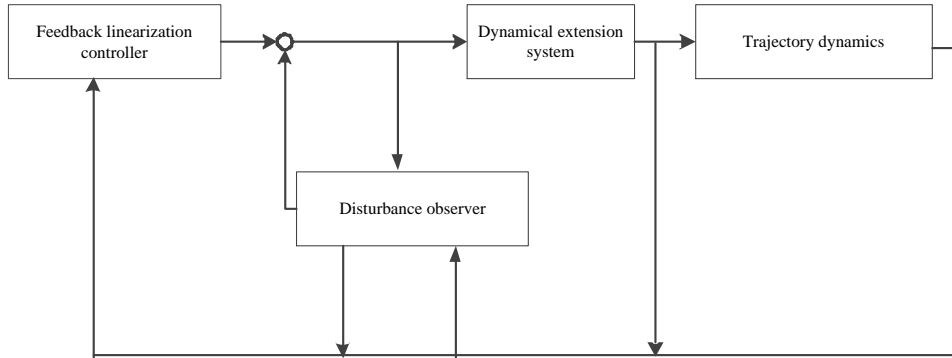 Feedback linearization
controller
Dynamical extension
system
Trajectory dynamics
Disturbance observer